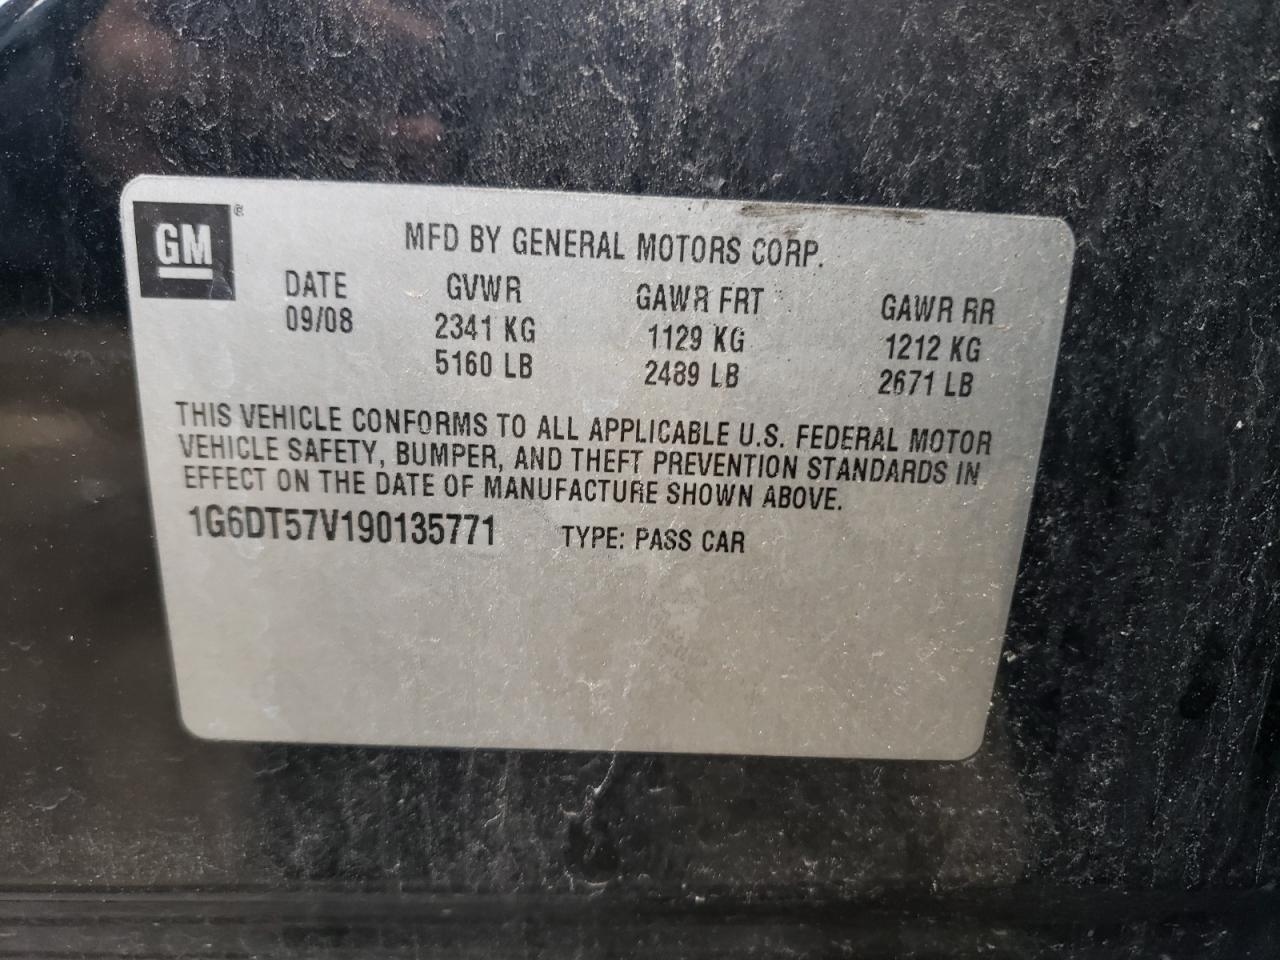 GM®
MFD BY GENERAL MOTORS CORP.
DATE GVWR GAWR FRT GAWR RR
09/08 2341 KG 1129 KG 1212 KG
5160 LB 2489 LB 2671 LB
THIS VEHICLE CONFORMS TO ALL APPLICABLE U.S. FEDERAL MOTOR
VEHICLE SAFETY, BUMPER, AND THEFT PREVENTION STANDARDS IN
EFFECT ON THE DATE OF MANUFACTURE SHOWN ABOVE.
1G6DT57V190135771 TYPE: PASS CAR